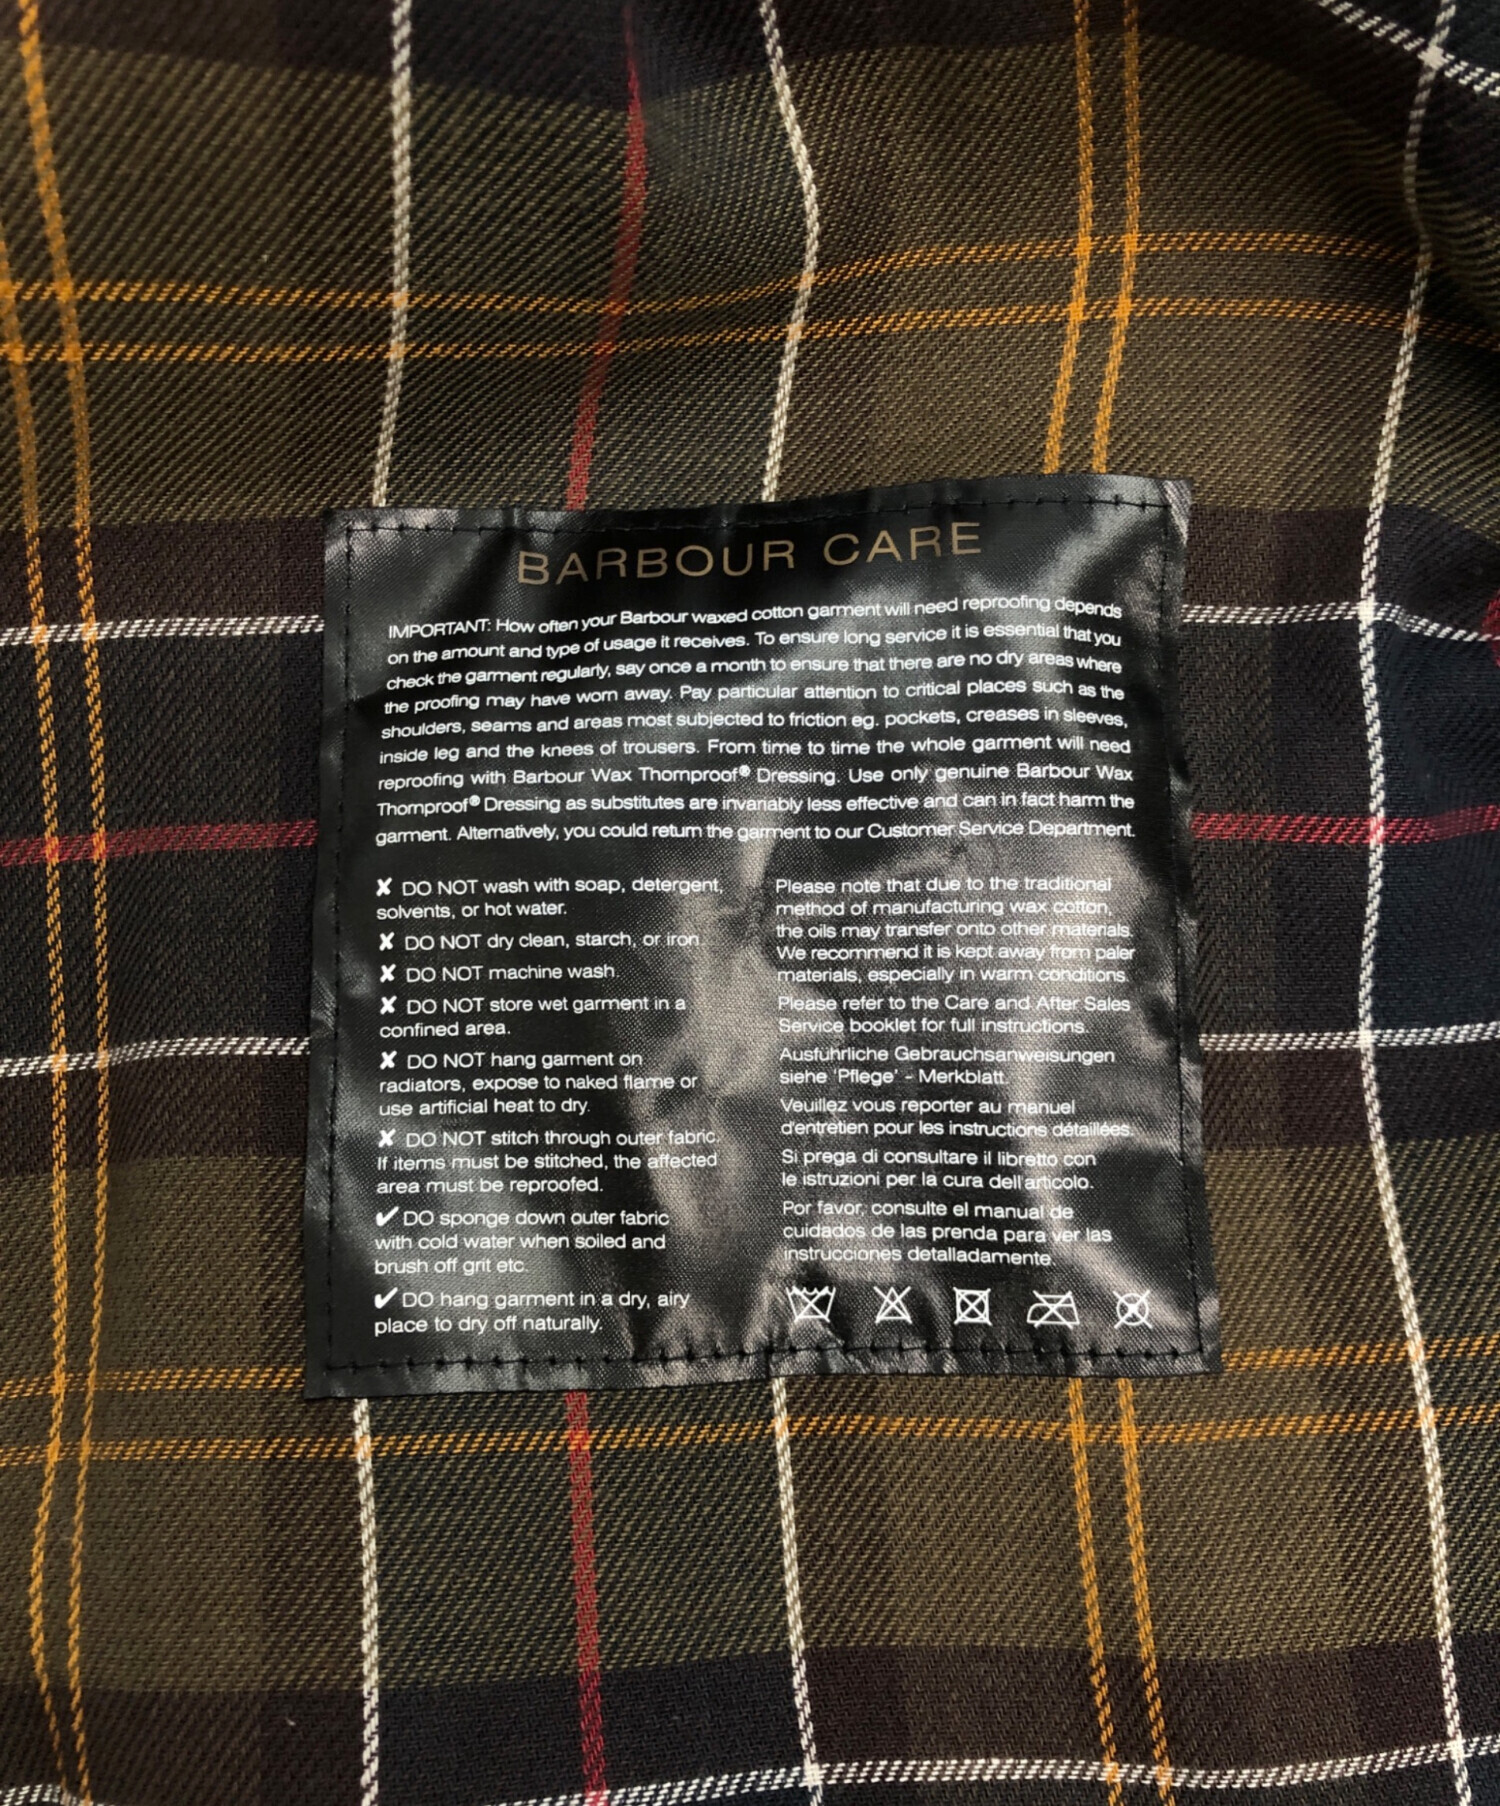 BARBOUR CARE
IMPORTANT: How often your Barbour waxed cotton garment will need reproofing depends
on the amount and type of usage it receives. To ensure long service it is essential that you
check the garment regularly, say once a month to ensure that there are no dry areas where
the proofing may have worn away. Pay particular attention to critical places such as the
shoulders, seams and areas most subjected to friction eg. pockets, creases in sleeves,
inside leg and the knees of trousers. From time to time the whole garment will need
reproofing with Barbour Wax Thornproof® Dressing. Use only genuine Barbour Wax
Thornproof® Dressing as substitutes are invariably less effective and can in fact harm the
garment. Alternatively, you could return the garment to our Customer Service Department.
✘ DO NOT wash with soap, detergent,
solvents, or hot water.
✘ DO NOT dry clean, starch, or iron.
✘ DO NOT machine wash.
✘ DO NOT store wet garment in a
confined area.
✘ DO NOT hang garment on
radiators, expose to naked flame or
use artificial heat to dry.
✘ DO NOT stitch through outer fabric.
If items must be stitched, the affected
area must be reproofed.
✔ DO sponge down outer fabric
with cold water when soiled and
brush off grit etc.
✔ DO hang garment in a dry, airy
place to dry off naturally.
Please note that due to the traditional
method of manufacturing wax cotton,
the oils may transfer onto other materials.
We recommend it is kept away from paler
materials, especially in warm conditions.
Please refer to the Care and After Sales
Service booklet for full instructions.
Ausführliche Gebrauchsanweisungen
siehe 'Pflege' - Merkblatt.
Veuillez vous reporter au manuel
d'entretien pour les instructions détaillées.
Si prega di consultare il libretto con
le istruzioni per la cura dell'articolo.
Por favor, consulte el manual de
cuidados de las prenda para ver las
instrucciones detalladamente.